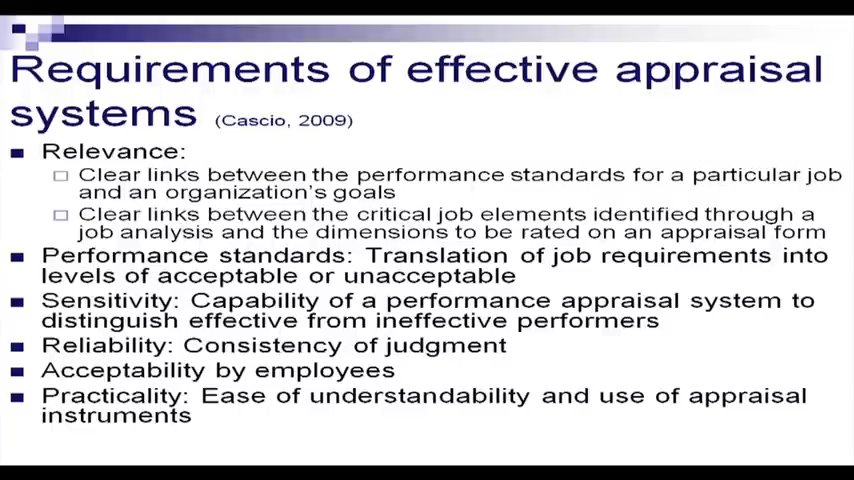 Requirements of effective appraisal
systems (Cascio, 2009)
Relevance:
Clear links between the performance standards for a particular job
and an organization's goals
Clear links between the critical job elements identified through a
job analysis and the dimensions to be rated on an appraisal form
Performance standards: Translation of job requirements into
levels of acceptable or unacceptable
Sensitivity: Capability of a performance appraisal system to
distinguish effective from ineffective performers
Reliability: Consistency of judgment
Acceptability by employees
Practicality: Ease of understandability and use of appraisal
instruments